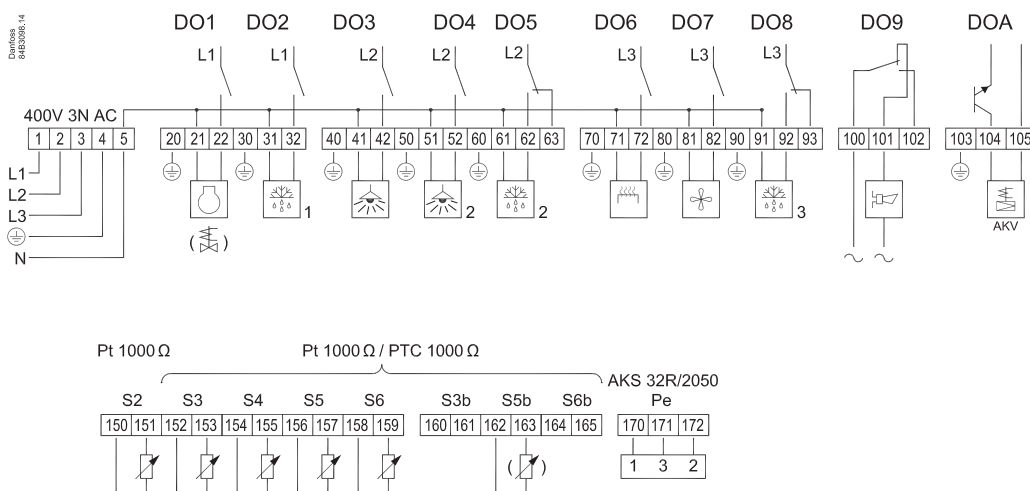 Danfoss
84B3098.14
DO1 DO2 DO3 DO4 DO5 DO6 DO7 DO8 DO9 DOA
L1 L1 L2 L2 L2 L3 L3 L3
400V 3N AC
1 2 3 4 5 20 21 22 30 31 32 40 41 42 50 51 52 60 61 62 63 70 71 72 80 81 82 90 91 92 93 100 101 102 103 104 105
L1
L2
L3
N
1 2 2 3
( )
AKV
Pt 1000 Ω Pt 1000 Ω / PTC 1000 Ω
AKS 32R/2050
S2 S3 S4 S5 S6 S3b S5b S6b Pe
150 151 152 153 154 155 156 157 158 159 160 161 162 163 164 165 170 171 172
( )
1 3 2